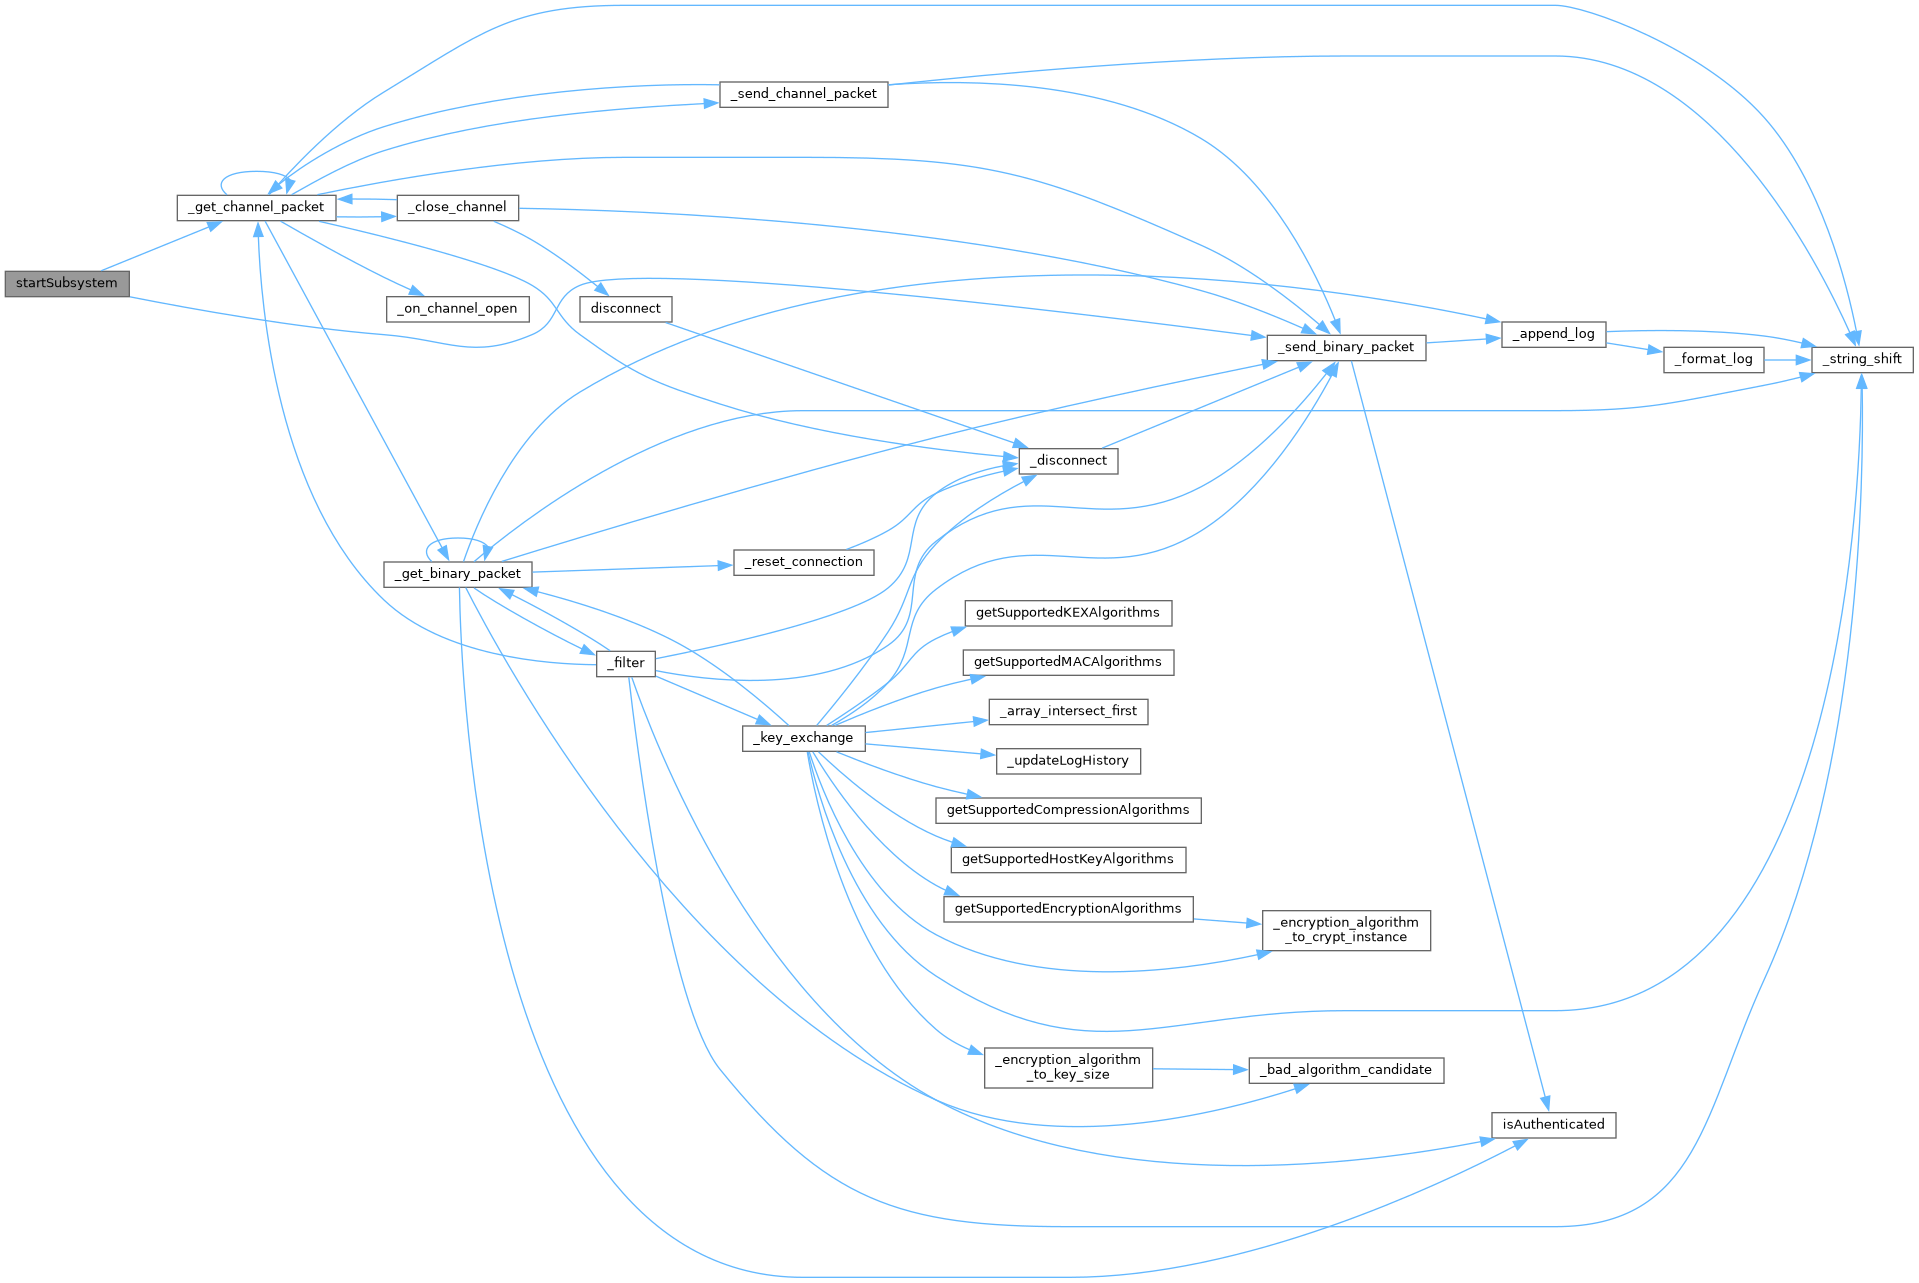 _send_channel_packet
_get_channel_packet
_close_channel
startSubsystem
_on_channel_open
disconnect
_send_binary_packet
_append_log
_format_log
_string_shift
_disconnect
_get_binary_packet
_reset_connection
getSupportedKEXAlgorithms
_filter
getSupportedMACAlgorithms
_array_intersect_first
_key_exchange
_updateLogHistory
getSupportedCompressionAlgorithms
getSupportedHostKeyAlgorithms
getSupportedEncryptionAlgorithms
_encryption_algorithm
_to_crypt_instance
_encryption_algorithm
_to_key_size
_bad_algorithm_candidate
isAuthenticated